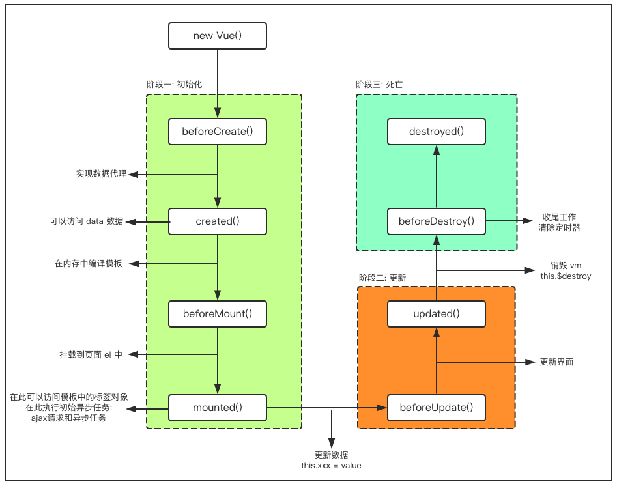 new Vue()
阶段一: 初始化
beforeCreate()
实现数据代理
可以访问 data 数据
created()
在内存中编译模板
beforeMount()
挂载到页面 el 中
在此可以访问模板中的标签对象
在此执行初始异步任务:
ajax请求和异步任务
mounted()
更新数据
this.xxx = value
阶段三: 死亡
destroyed()
beforeDestroy()
收尾工作
清除定时器
销毁 vm
this.$destroy
阶段二: 更新
updated()
更新界面
beforeUpdate()